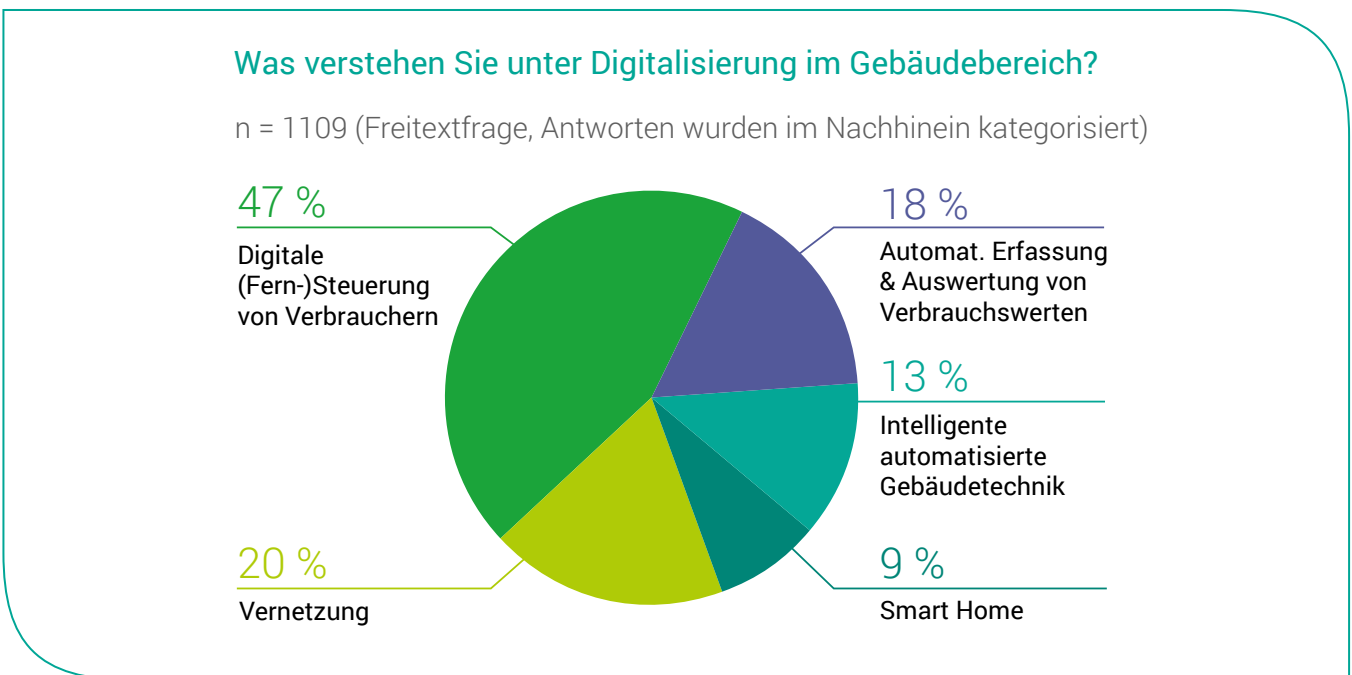 Was verstehen Sie unter Digitalisierung im Gebäudebereich?
n = 1109 (Freitextfrage, Antworten wurden im Nachhinein kategorisiert)
47 %
Digitale
(Fern-)Steuerung
von Verbrauchern
18 %
Automat. Erfassung
& Auswertung von
Verbrauchswerten
13 %
Intelligente
automatisierte
Gebäudetechnik
20 %
Vernetzung
9 %
Smart Home